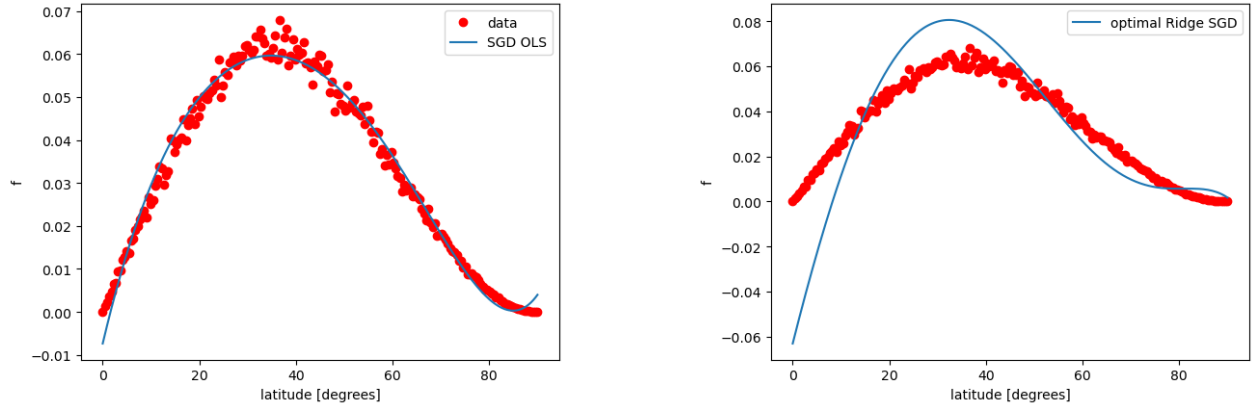 0.07
0.06
0.05
0.04
0.03
0.02
0.01
0.00
−0.01
f
data
SGD OLS
0 20 40 60 80
latitude [degrees]
0.08
0.06
0.04
0.02
0.00
−0.02
−0.04
−0.06
f
optimal Ridge SGD
0 20 40 60 80
latitude [degrees]